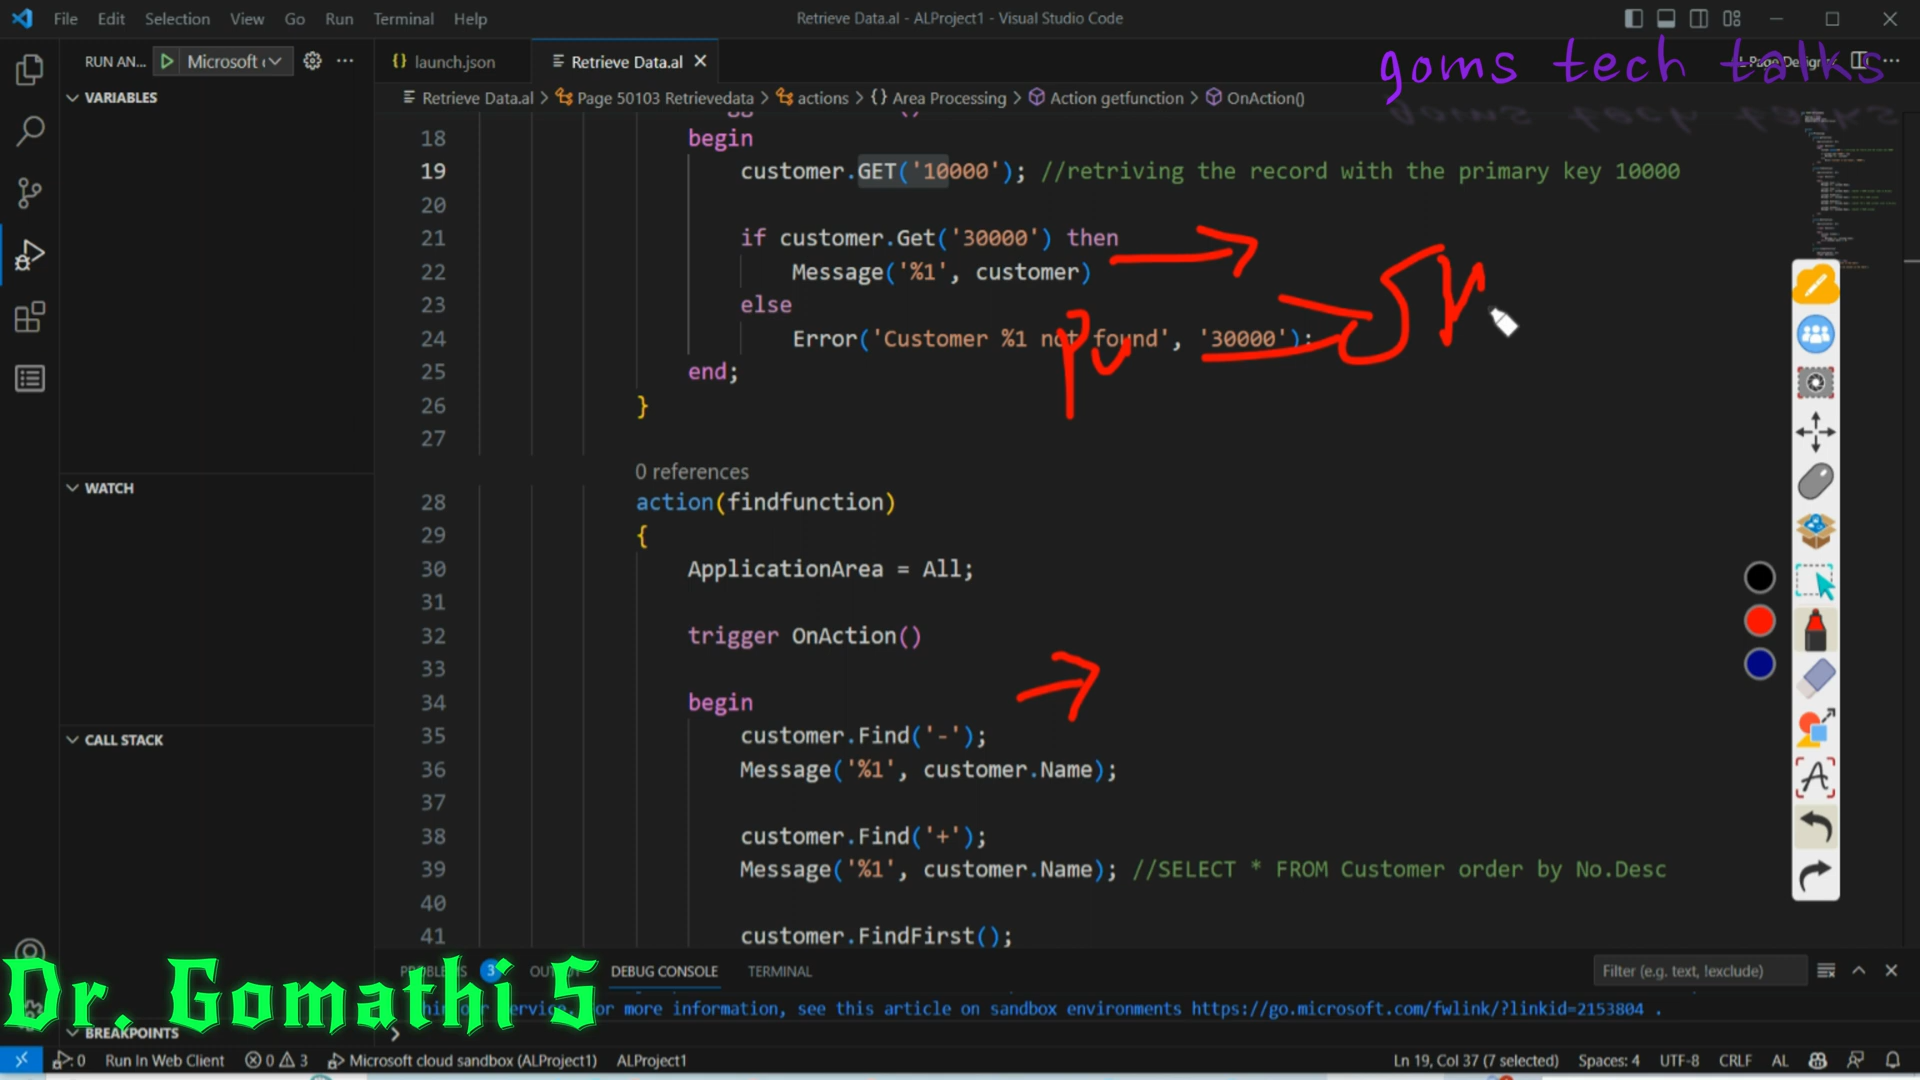 File Edit Selection View Go Run Terminal Help
Retrieve Data.al - ALProject1 - Visual Studio Code
goms tech talks
RUN AN... Microsoft
launch.json
Retrieve Data.al
VARIABLES
Retrieve Data.al > Page 50103 Retrievedata > actions > {} Area Processing > Action getfunction > OnAction()
18 begin
19 customer.GET('10000'); //retriving the record with the primary key 10000
20
21 if customer.Get('30000') then
22 Message('%1', customer)
23 else
24 Error('Customer %1 not found', '30000');
25 end;
26 }
27
0 references
28 action(findfunction)
29 {
30 ApplicationArea = All;
31
32 trigger OnAction()
33
34 begin
35 customer.Find('-');
36 Message('%1', customer.Name);
37
38 customer.Find('+');
39 Message('%1', customer.Name); //SELECT * FROM Customer order by No.Desc
40
41 customer.FindFirst();
WATCH
CALL STACK
PROBLEMS 3 DEBUG CONSOLE TERMINAL
Filter (e.g. text, !exclude)
more information, see this article on sandbox environments https://go.microsoft.com/fwlink/?linkid=2153804 .
Dr. Gomathi S
BREAKPOINTS
0 Run In Web Client 0 3 Microsoft cloud sandbox (ALProject1) ALProject1
Ln 19, Col 37 (7 selected) Spaces: 4 UTF-8 CRLF AL